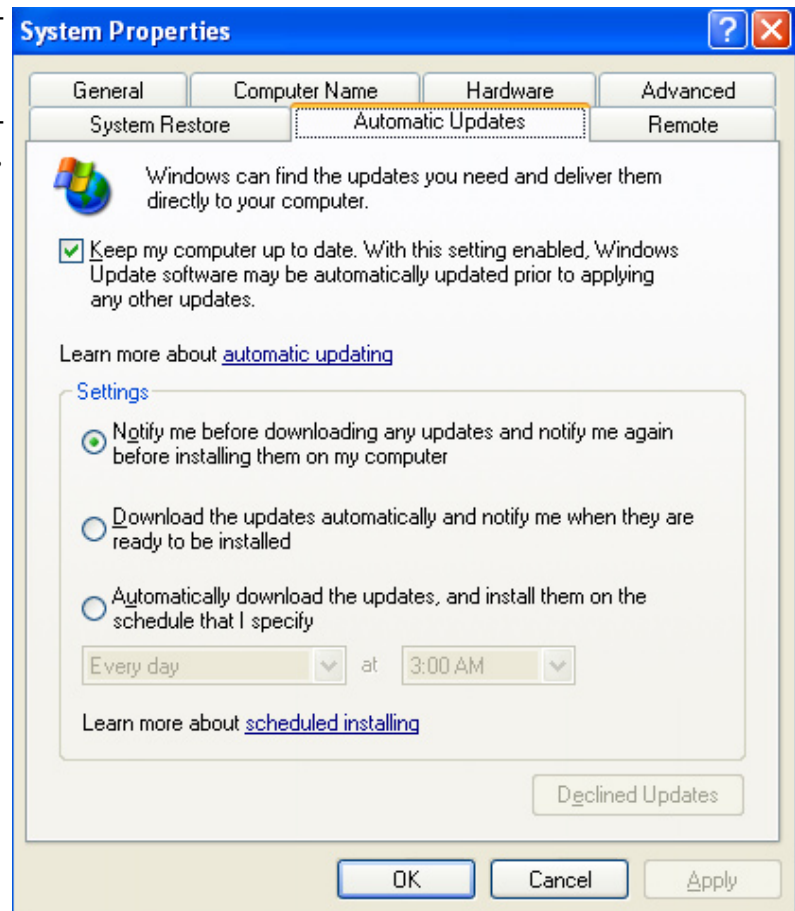 System Properties
?
General Computer Name Hardware Advanced
System Restore Automatic Updates Remote
Windows can find the updates you need and deliver them
directly to your computer.
Keep my computer up to date. With this setting enabled, Windows
Update software may be automatically updated prior to applying
any other updates.
Learn more about automatic updating
Settings
Notify me before downloading any updates and notify me again
before installing them on my computer
Download the updates automatically and notify me when they are
ready to be installed
Automatically download the updates, and install them on the
schedule that I specify
Every day at 3:00 AM
Learn more about scheduled installing
Declined Updates
OK Cancel Apply